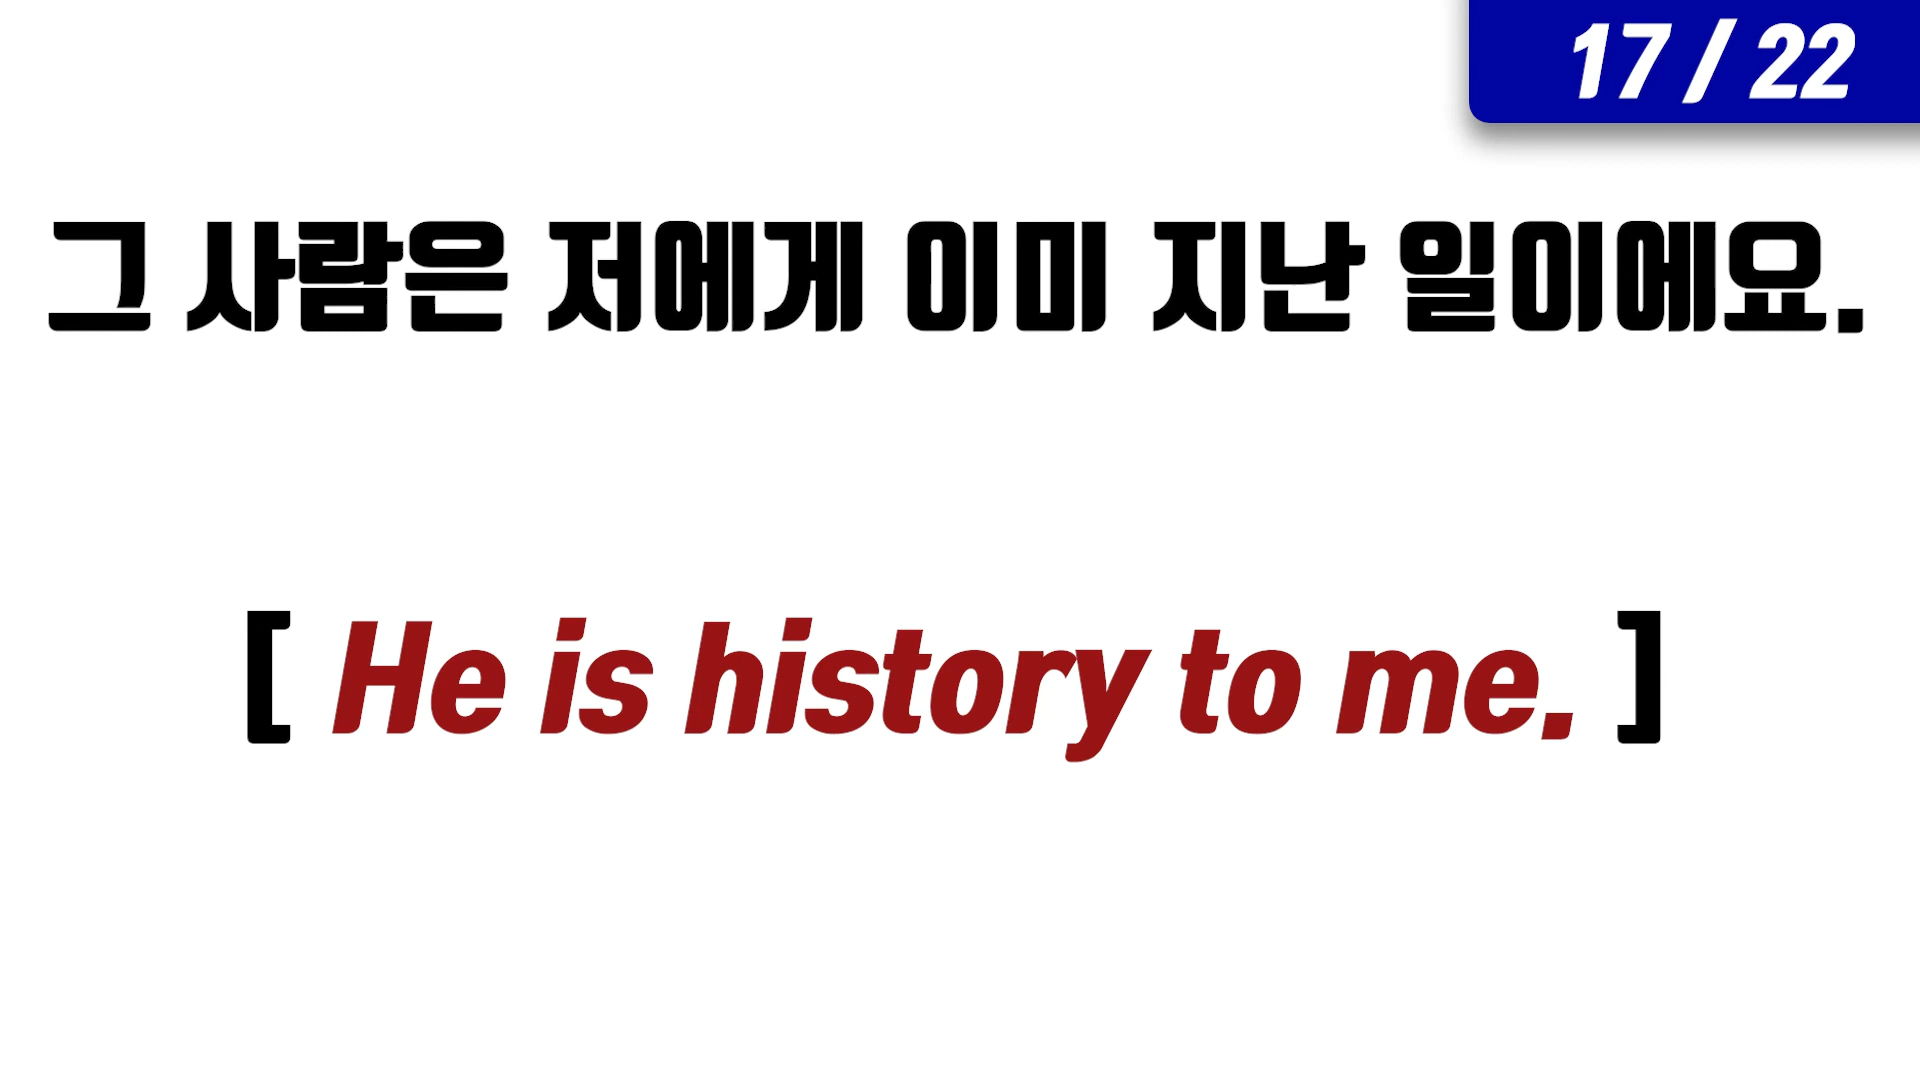 17 / 22
그 사람은 저에게 이미 지난 일이에요.
[ He is history to me. ]